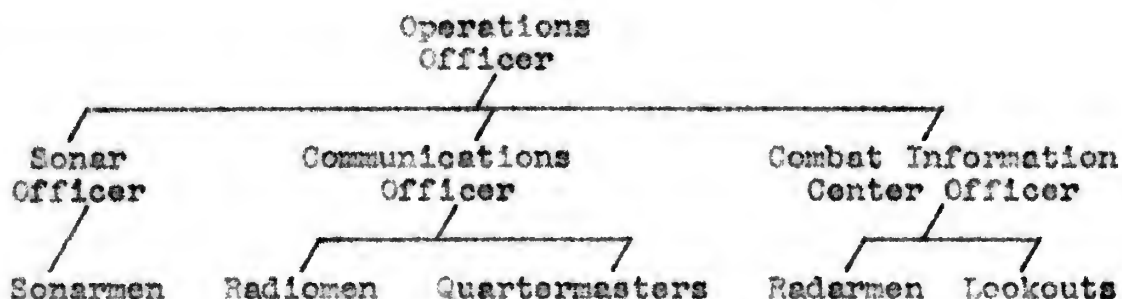 Operations
Officer
Sonar
Officer
Communications
Officer
Combat Information
Center Officer
Sonarmen
Radiomen
Quartermasters
Radarmen
Lookouts